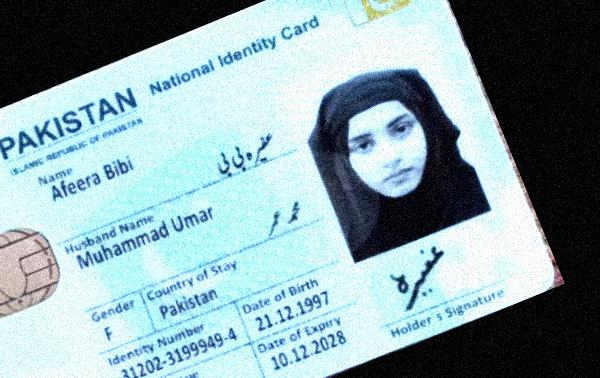 PAKISTAN National Identity Card
ISLAMIC REPUBLIC OF PAKISTAN
Name
Afeera Bibi
عفیرہ بی بی
Husband Name
Muhammad Umar
محمد عمر
Gender
F
Country of Stay
Pakistan
Identity Number
31202-3199949-4
Date of Birth
21.12.1997
Date of Expiry
10.12.2028
عفیرہ
Holder's Signature